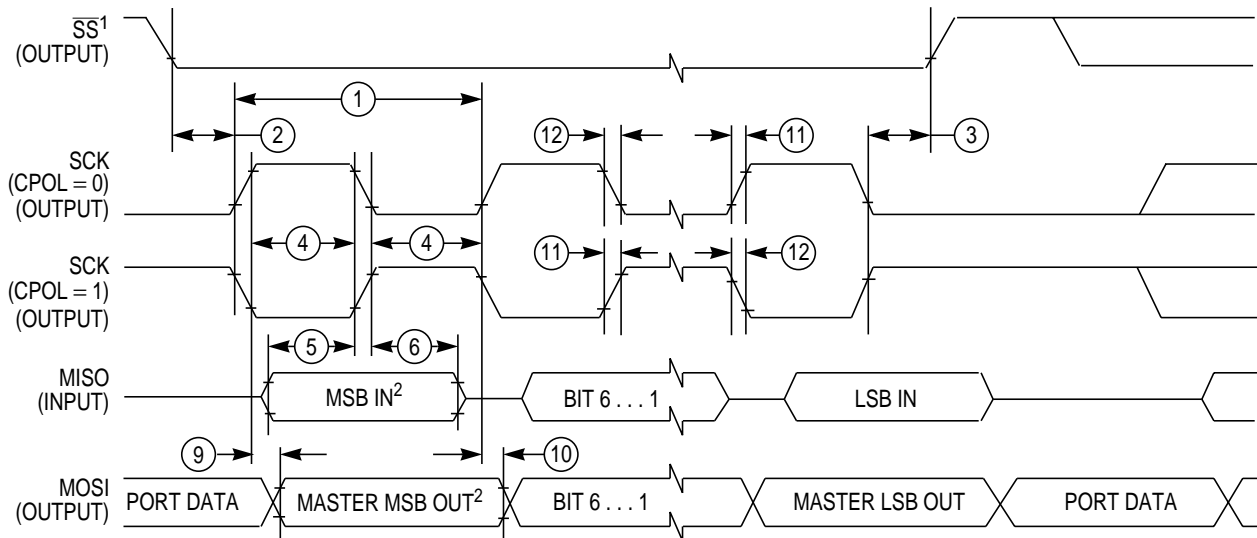 SS¹
(OUTPUT)
1
2
12
11
3
SCK
(CPOL = 0)
(OUTPUT)
4
4
11
12
SCK
(CPOL = 1)
(OUTPUT)
5
6
MISO
(INPUT)
MSB IN²
BIT 6 . . . 1
LSB IN
9
10
MOSI
(OUTPUT)
PORT DATA
MASTER MSB OUT²
BIT 6 . . . 1
MASTER LSB OUT
PORT DATA